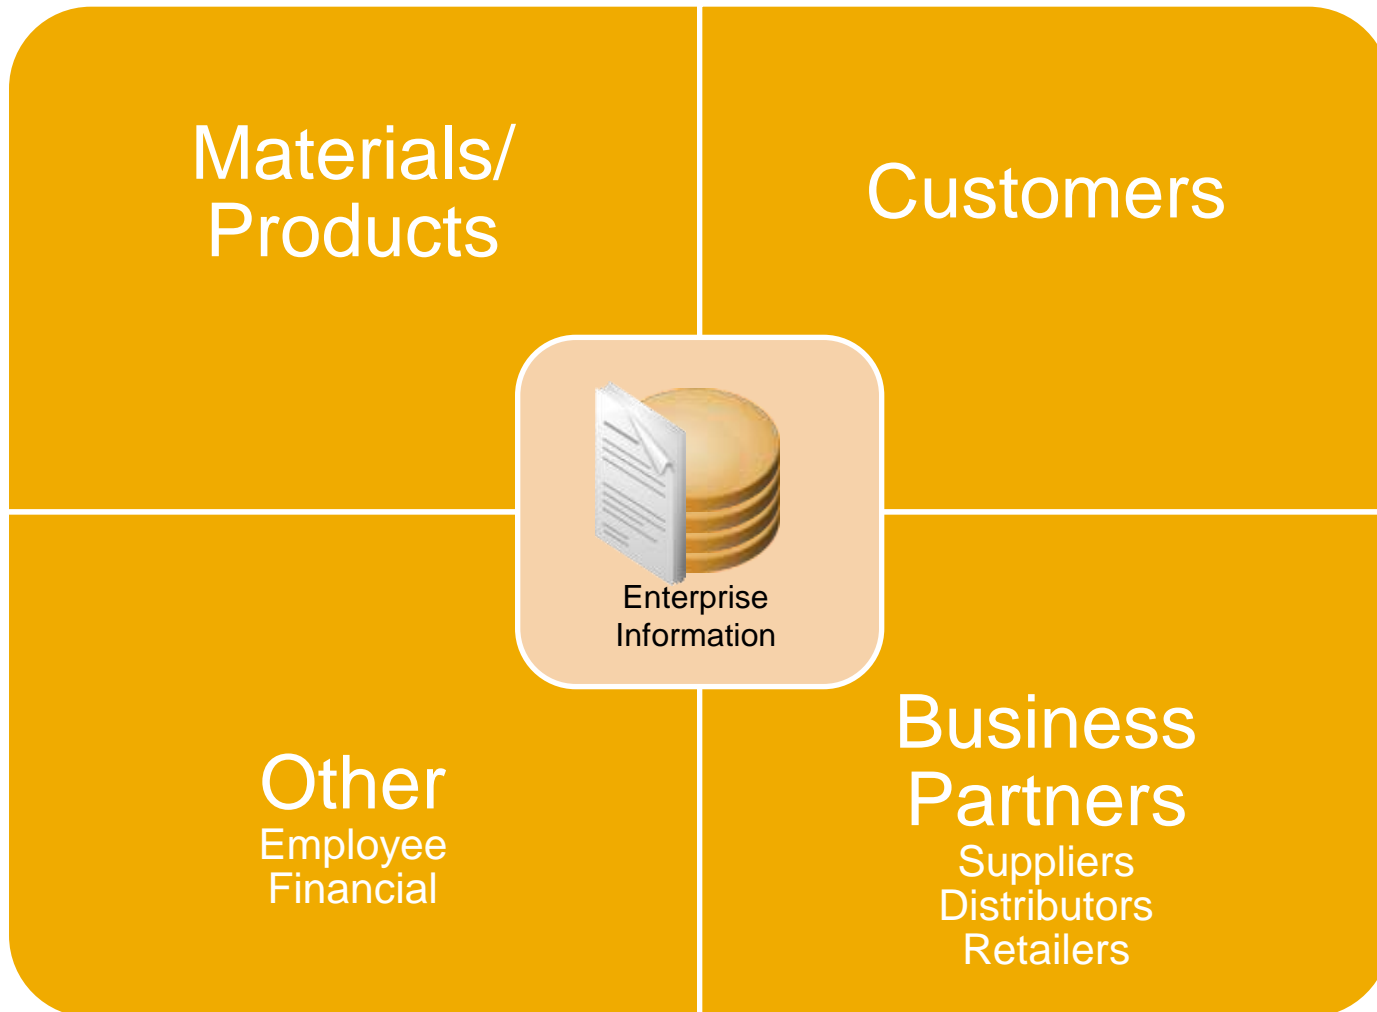 Materials/
Products
Customers
Enterprise
Information
Other
Employee
Financial
Business
Partners
Suppliers
Distributors
Retailers